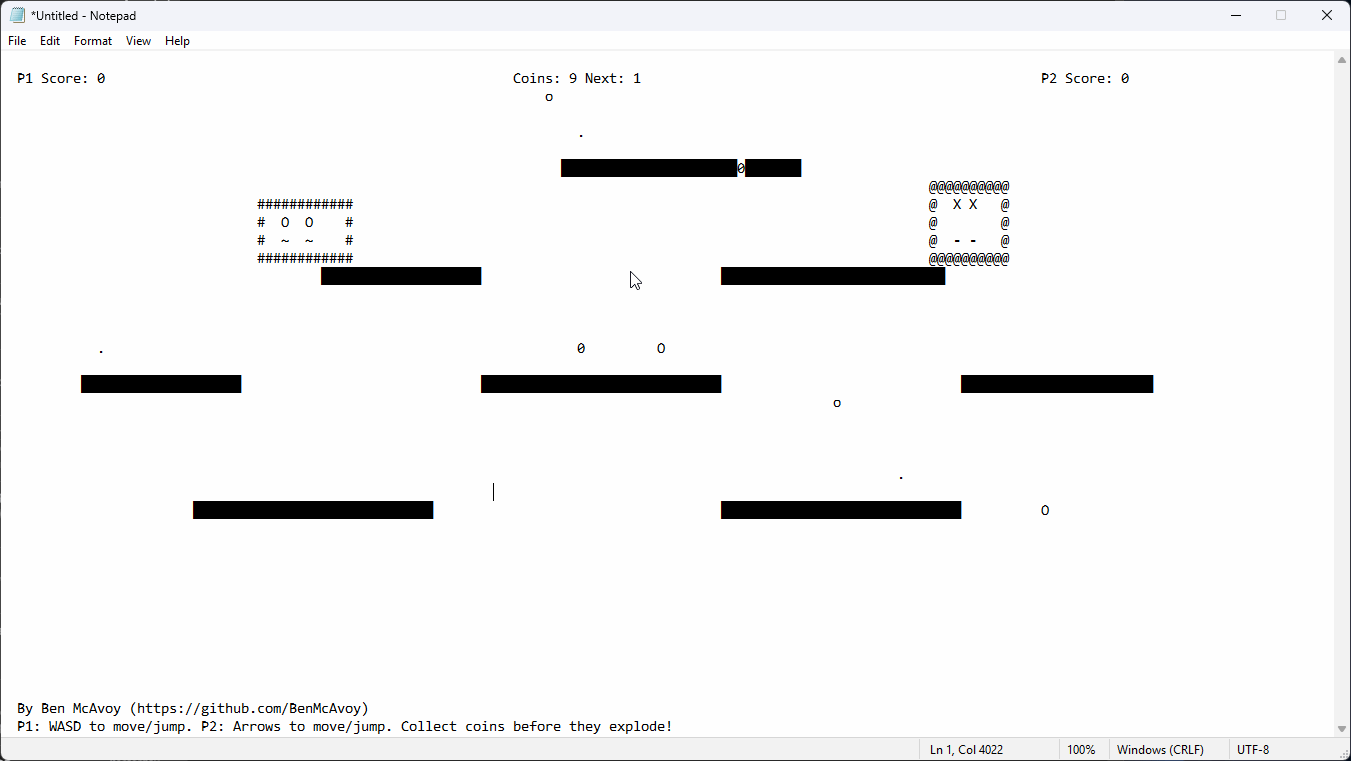 *Untitled - Notepad
File Edit Format View Help
P1 Score: 0 Coins: 9 Next: 1 P2 Score: 0
o
.
0
@@@@@@@@@@
############ @ X X @
# O O # @ @
# ~ ~ # @ - - @
############ @@@@@@@@@@
. 0 O
o
.
O
By Ben McAvoy (https://github.com/BenMcAvoy)
P1: WASD to move/jump. P2: Arrows to move/jump. Collect coins before they explode!
Ln 1, Col 4022 100% Windows (CRLF) UTF-8